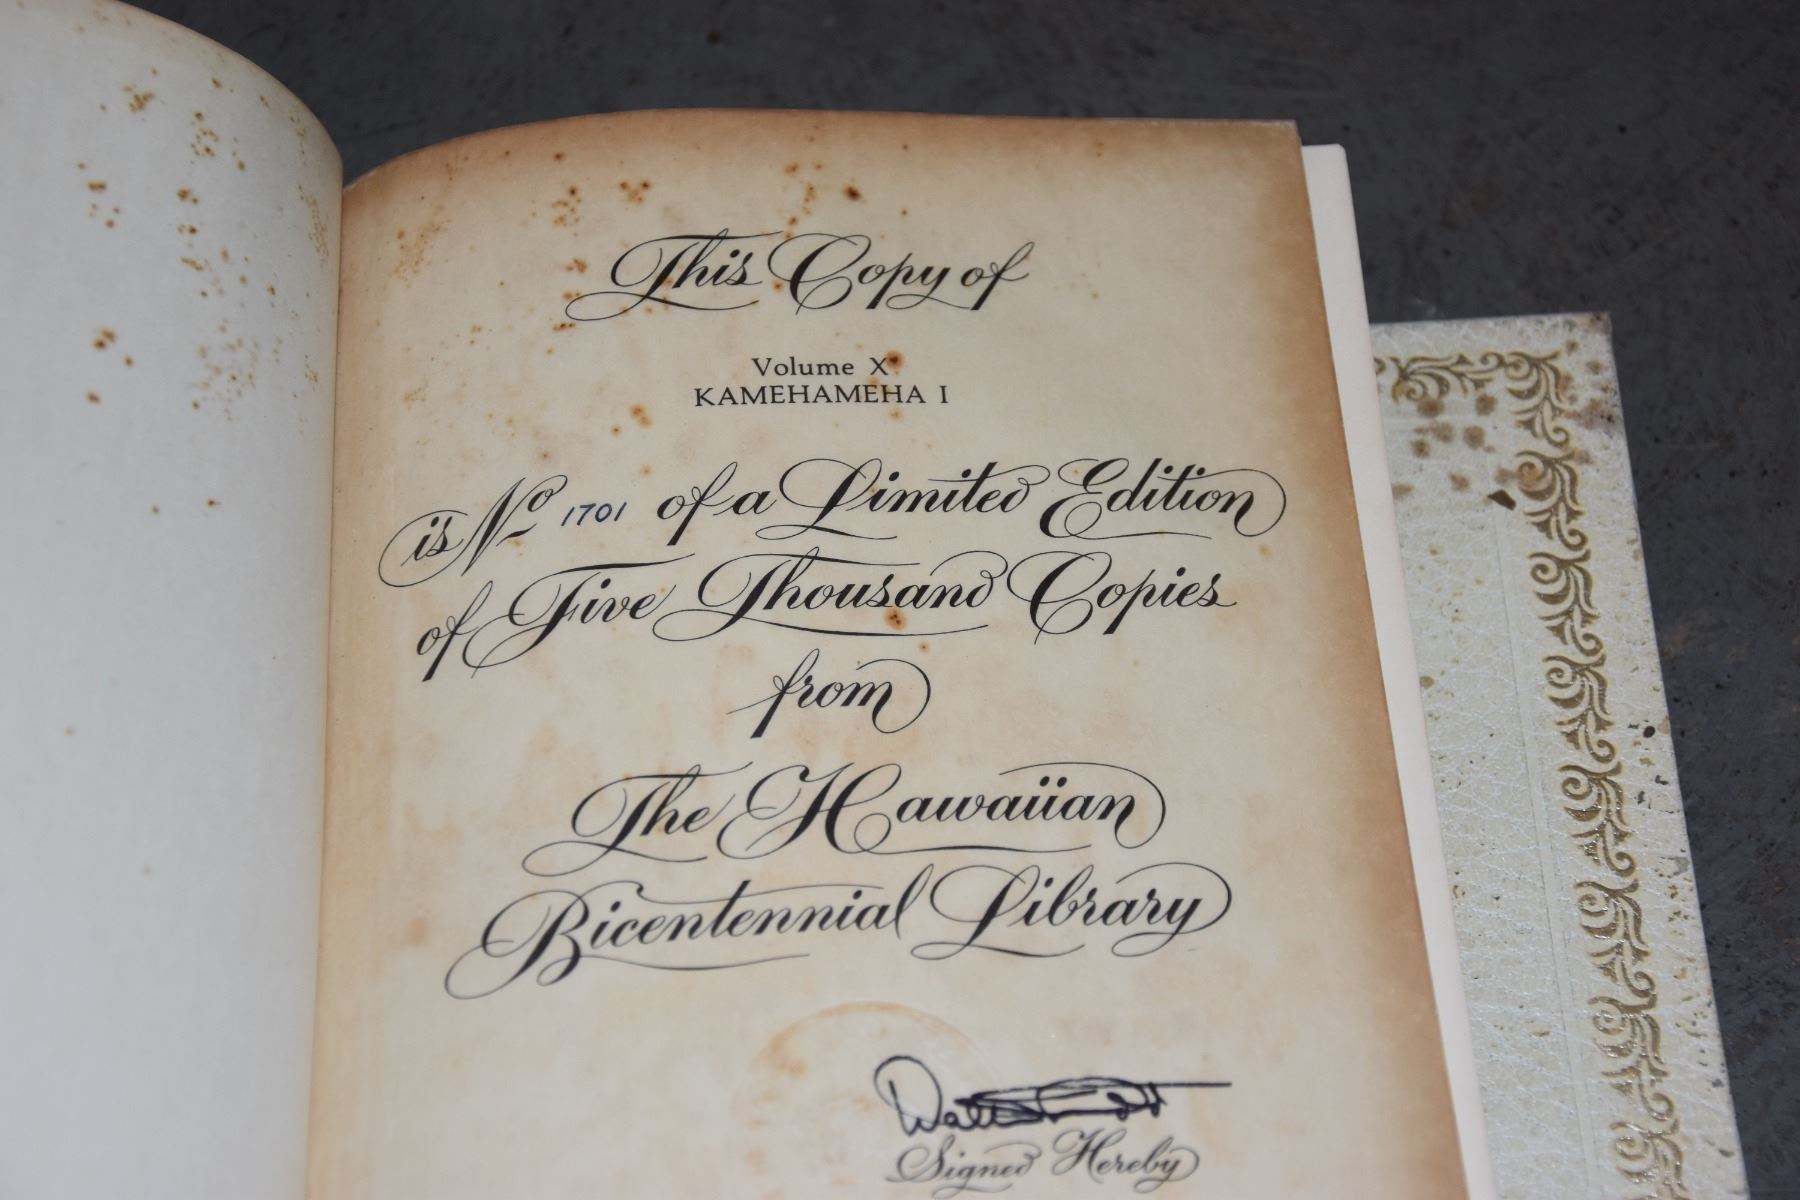 This Copy of
Volume X
KAMEHAMEHA I
is No 1701 of a Limited Edition
of Five Thousand Copies
from
The Hawaiian
Bicentennial Library
Signed Hereby